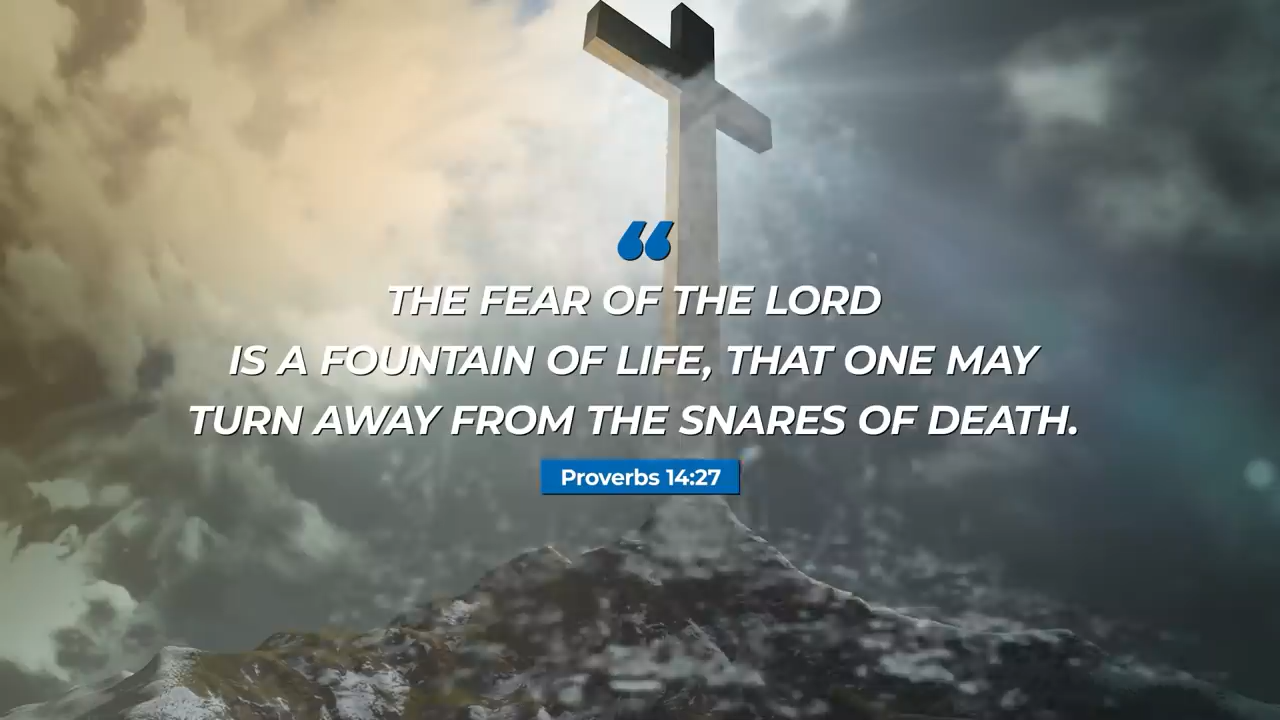 “
THE FEAR OF THE LORD
IS A FOUNTAIN OF LIFE, THAT ONE MAY
TURN AWAY FROM THE SNARES OF DEATH.
Proverbs 14:27